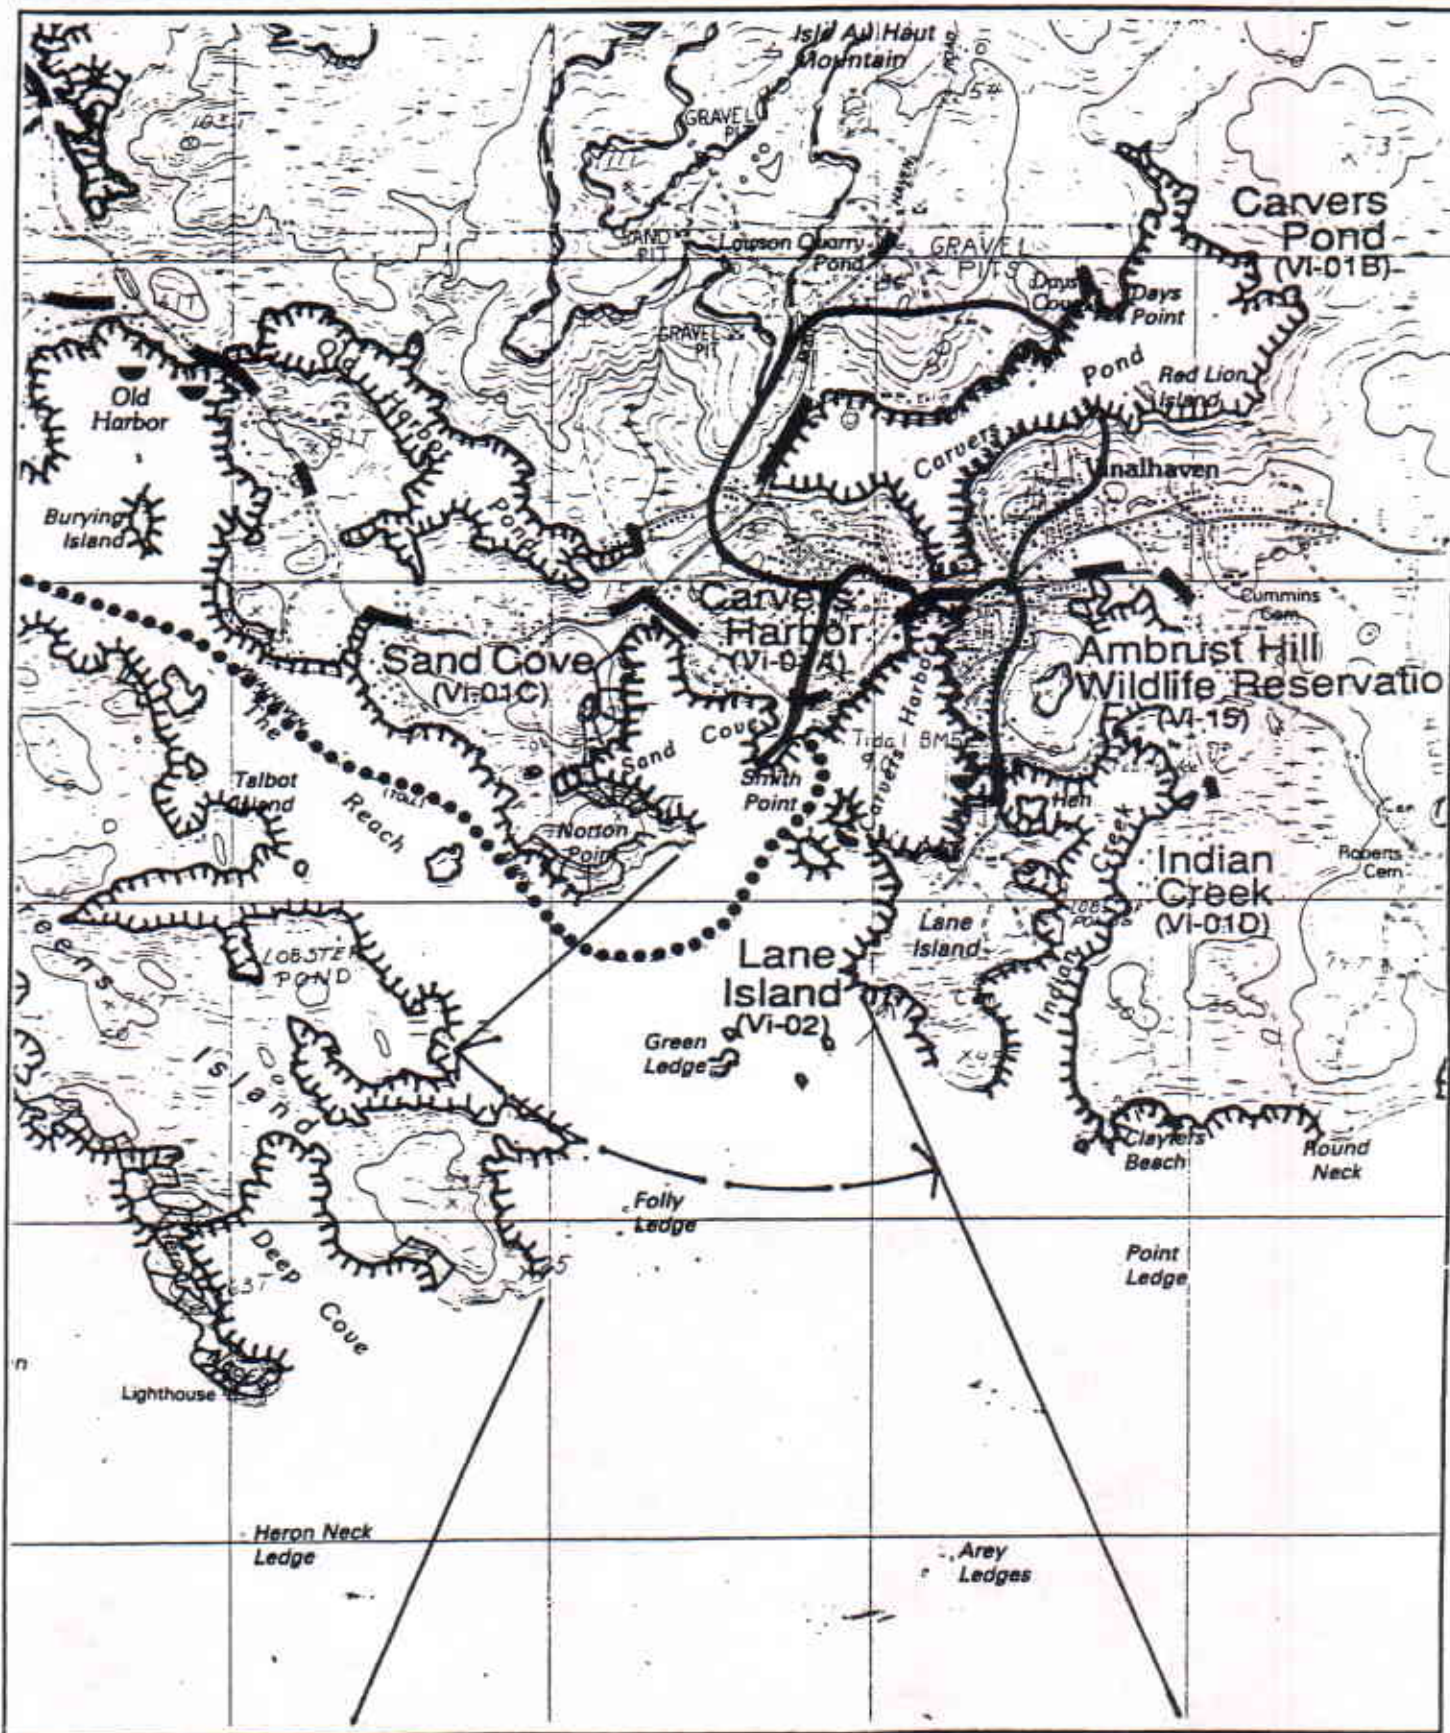 Isle Au Haut
Mountain
GRAVEL
PIT
54
SAND
PIT
Lawson Quarry
Pond
GRAVEL
PITS
Carvers
Pond
(VI-01B)
Days
Cove
Days
Point
GRAVEL
PIT
Old
Harbor
Old Harbor
Pond
Carvers Pond
Red Lion
Island
Vinalhaven
Burying
Island
Cummins
Cem
Carvers
Harbor
Sand Cove
(VI-01C)
Ambrust Hill
Wildlife Reservatio
(VI-15)
The
Reach
Sand Cove
Carvers Harbor
Tidal BM52
Talbot
Island
Smith
Point
Hen
Norton
Point
Indian Creek
Indian
Creek
(VI-01D)
Cem
Roberts
Cem
LOBSTER
POND
Lane
Island
Lane
Island
(VI-02)
Green
Ledge
Island
Clayters
Beach
Round
Neck
Folly
Ledge
Deep
Cove
Point
Ledge
Neck
Lighthouse
Heron Neck
Ledge
Arey
Ledges